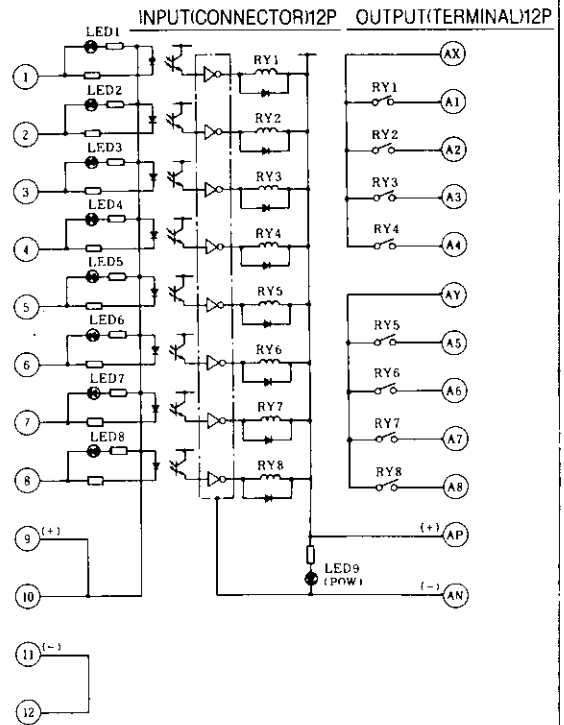 INPUT(CONNECTOR)12P OUTPUT(TERMINAL)12P
LED1
RY1
AX
1
RY1
A1
LED2
RY2
2
RY2
A2
LED3
RY3
3
RY3
A3
LED4
RY4
4
RY4
A4
LED5
RY5
AY
5
RY5
A5
LED6
RY6
6
RY6
A6
LED7
RY7
7
RY7
A7
LED8
RY8
8
RY8
A8
9 (+)
(+) AP
LED9
(POW)
10
(-) AN
11 (-)
12